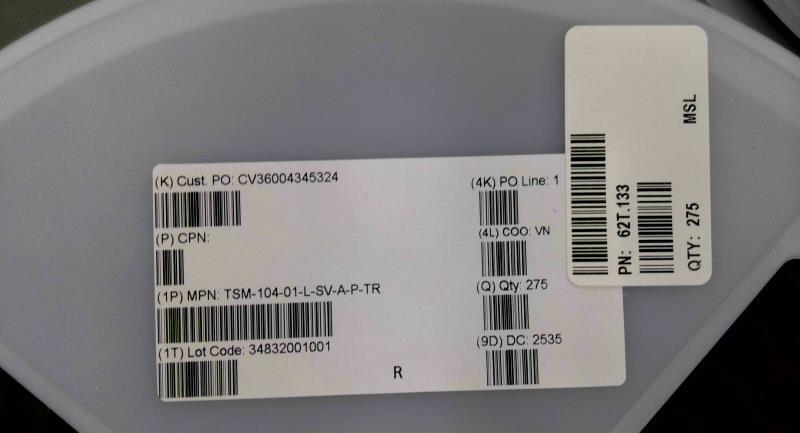 (K) Cust. PO: CV36004345324
(4K) PO Line: 1
(P) CPN:
(4L) COO: VN
(1P) MPN: TSM-104-01-L-SV-A-P-TR
(Q) Qty: 275
(1T) Lot Code: 34832001001
(9D) DC: 2535
R
PN: 62T.133
QTY: 275
MSL